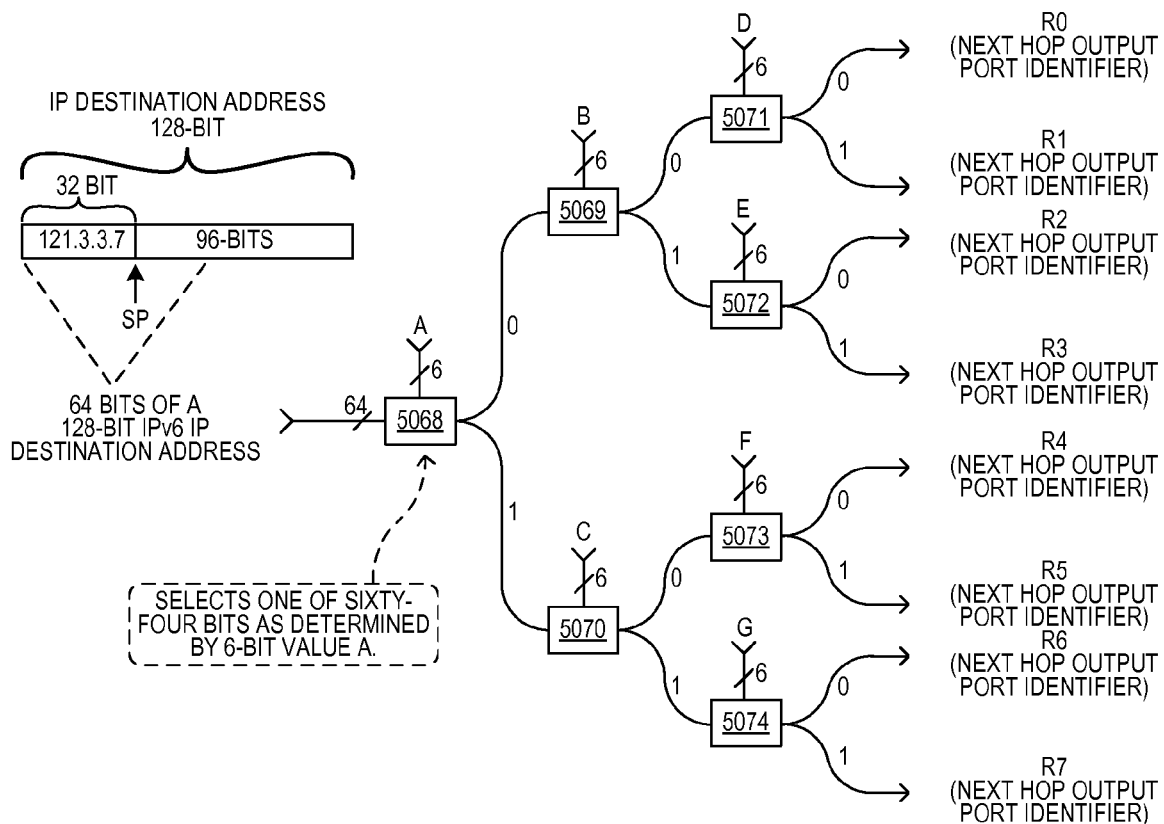 IP DESTINATION ADDRESS
128-BIT
32 BIT
121.3.3.7
96-BITS
SP
64 BITS OF A
128-BIT IPv6 IP
DESTINATION ADDRESS
64
A
6
5068
SELECTS ONE OF SIXTY-
FOUR BITS AS DETERMINED
BY 6-BIT VALUE A.
0
1
B
6
5069
0
1
C
6
5070
0
1
D
6
5071
0
1
E
6
5072
0
1
F
6
5073
0
1
G
6
5074
0
1
R0
(NEXT HOP OUTPUT
PORT IDENTIFIER)
R1
(NEXT HOP OUTPUT
PORT IDENTIFIER)
R2
(NEXT HOP OUTPUT
PORT IDENTIFIER)
R3
(NEXT HOP OUTPUT
PORT IDENTIFIER)
R4
(NEXT HOP OUTPUT
PORT IDENTIFIER)
R5
(NEXT HOP OUTPUT
PORT IDENTIFIER)
R6
(NEXT HOP OUTPUT
PORT IDENTIFIER)
R7
(NEXT HOP OUTPUT
PORT IDENTIFIER)